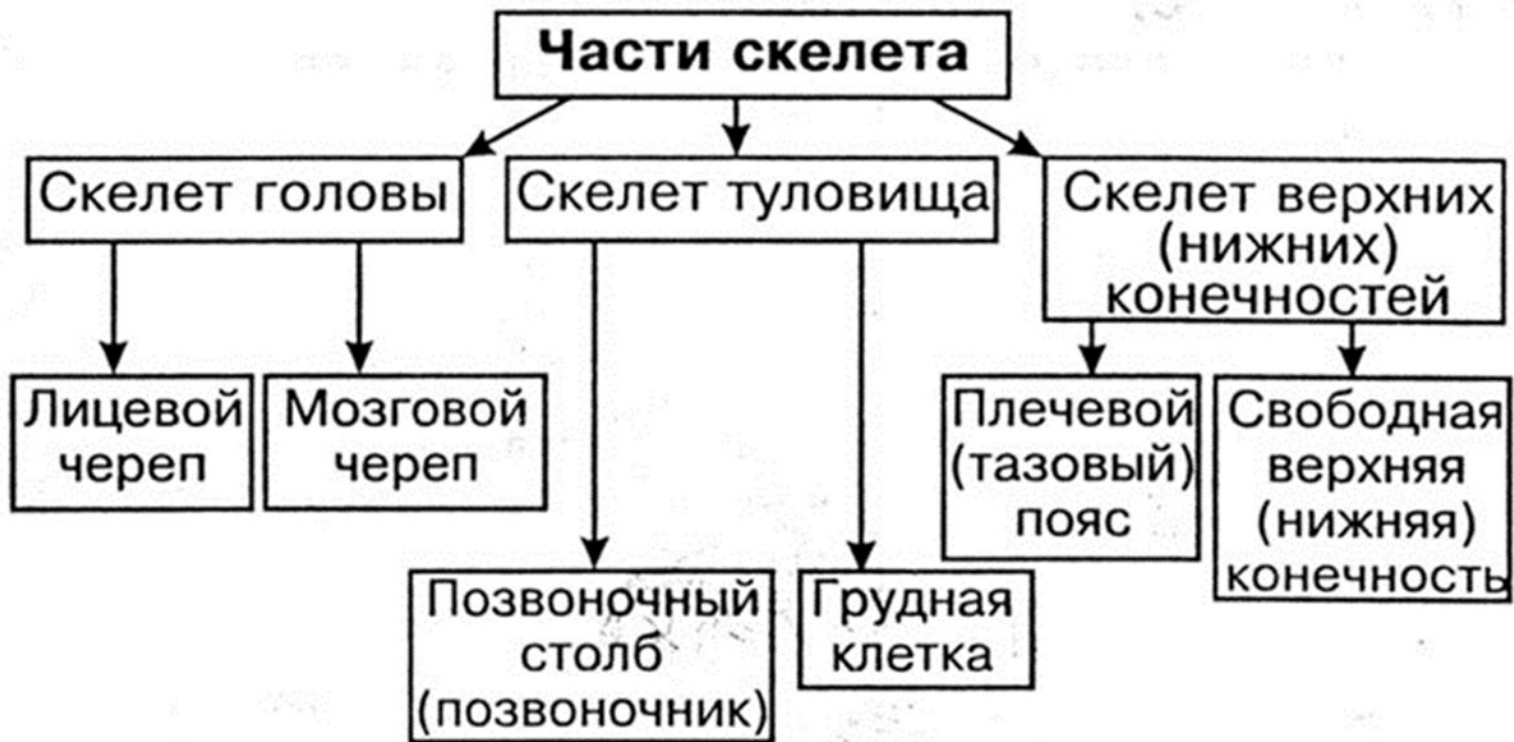 Части скелета
Скелет головы
Скелет туловища
Скелет верхних
(нижних)
конечностей
Лицевой
череп
Мозговой
череп
Плечевой
(тазовый)
пояс
Свободная
верхняя
(нижняя)
конечность
Позвоночный
столб
(позвоночник)
Грудная
клетка